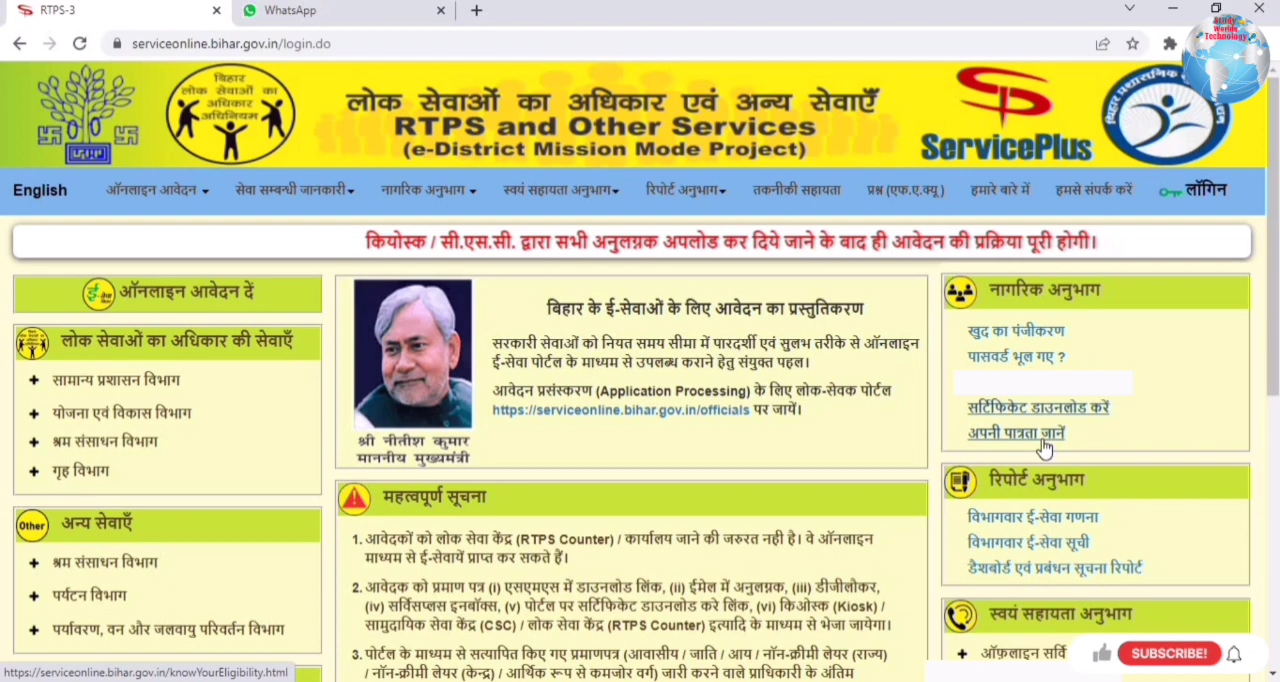 RTPS-3
WhatsApp
serviceonline.bihar.gov.in/login.do
Study
Worlds
Technology
बिहार
लोक सेवाओं का
अधिकार
अधिनियम
लोक सेवाओं का अधिकार एवं अन्य सेवाएँ
RTPS and Other Services
(e-District Mission Mode Project)
ServicePlus
English
ऑनलाइन आवेदन
सेवा सम्बन्धी जानकारी
नागरिक अनुभाग
स्वयं सहायता अनुभाग
रिपोर्ट अनुभाग
तकनीकी सहायता
प्रश्न (एफ.ए.क्यू )
हमारे बारे में
हमसे संपर्क करें
लॉगिन
कियोस्क / सी.एस.सी. द्वारा सभी अनुलग्नक अपलोड कर दिये जाने के बाद ही आवेदन की प्रक्रिया पूरी होगी।
ऑनलाइन आवेदन दें
लोक सेवाओं का अधिकार की सेवाएँ
सामान्य प्रशासन विभाग
योजना एवं विकास विभाग
श्रम संसाधन विभाग
गृह विभाग
Other अन्य सेवाएँ
श्रम संसाधन विभाग
पर्यटन विभाग
पर्यावरण, वन और जलवायु परिवर्तन विभाग
श्री नीतीश कुमार
माननीय मुख्यमंत्री
बिहार के ई-सेवाओं के लिए आवेदन का प्रस्तुतिकरण
सरकारी सेवाओं को नियत समय सीमा में पारदर्शी एवं सुलभ तरीके से ऑनलाइन
ई-सेवा पोर्टल के माध्यम से उपलब्ध कराने हेतु संयुक्त पहल।
आवेदन प्रसंस्करण (Application Processing) के लिए लोक-सेवक पोर्टल
https://serviceonline.bihar.gov.in/officials पर जायें।
महत्वपूर्ण सूचना
1. आवेदकों को लोक सेवा केंद्र (RTPS Counter) / कार्यालय जाने की जरुरत नही है। वे ऑनलाइन
माध्यम से ई-सेवायें प्राप्त कर सकते हैं।
2. आवेदक को प्रमाण पत्र (i) एसएमएस में डाउनलोड लिंक, (ii) ईमेल में अनुलग्नक, (iii) डीजीलौकर,
(iv) सर्विसप्लस इनबॉक्स, (v) पोर्टल पर सर्टिफिकेट डाउनलोड करे लिंक, (vi) किओस्क (Kiosk) /
सामुदायिक सेवा केंद्र (CSC) / लोक सेवा केंद्र (RTPS Counter) इत्यादि के माध्यम से भेजा जायेगा।
3. पोर्टल के माध्यम से सत्यापित किए गए प्रमाणपत्र (आवासीय / जाति / आय / नॉन-क्रीमी लेयर (राज्य)
/ नॉन-क्रीमी लेयर (केन्द्र) / आर्थिक रूप से कमजोर वर्ग) जारी करने वाले प्राधिकारी के अंतिम
नागरिक अनुभाग
खुद का पंजीकरण
पासवर्ड भूल गए ?
सर्टिफिकेट डाउनलोड करें
अपनी पात्रता जानें
रिपोर्ट अनुभाग
विभागवार ई-सेवा गणना
विभागवार ई-सेवा सूची
डैशबोर्ड एवं प्रबंधन सूचना रिपोर्ट
स्वयं सहायता अनुभाग
ऑफ़लाइन सर्वि
SUBSCRIBE!
https://serviceonline.bihar.gov.in/knowYourEligibility.html